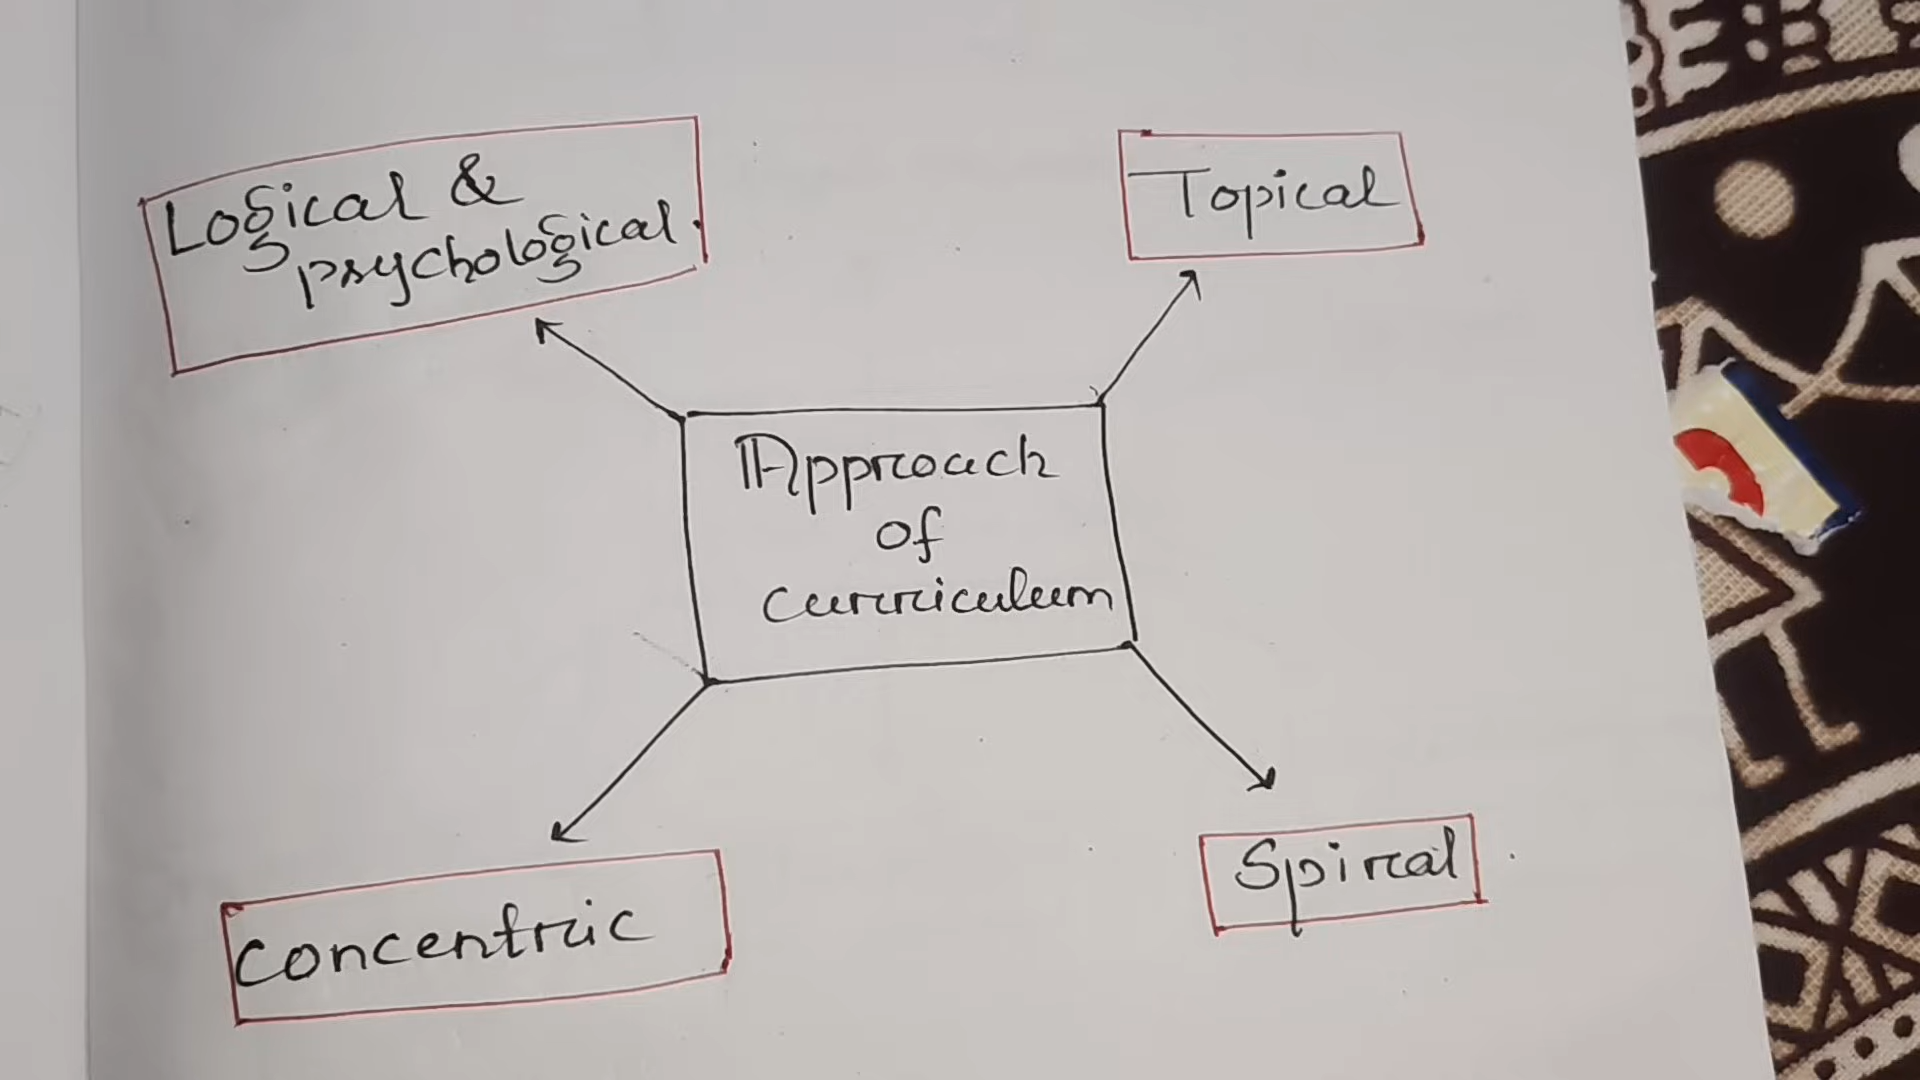 Logical &
psychological.
Topical
Approach
of
curriculum
concentric
Spiral